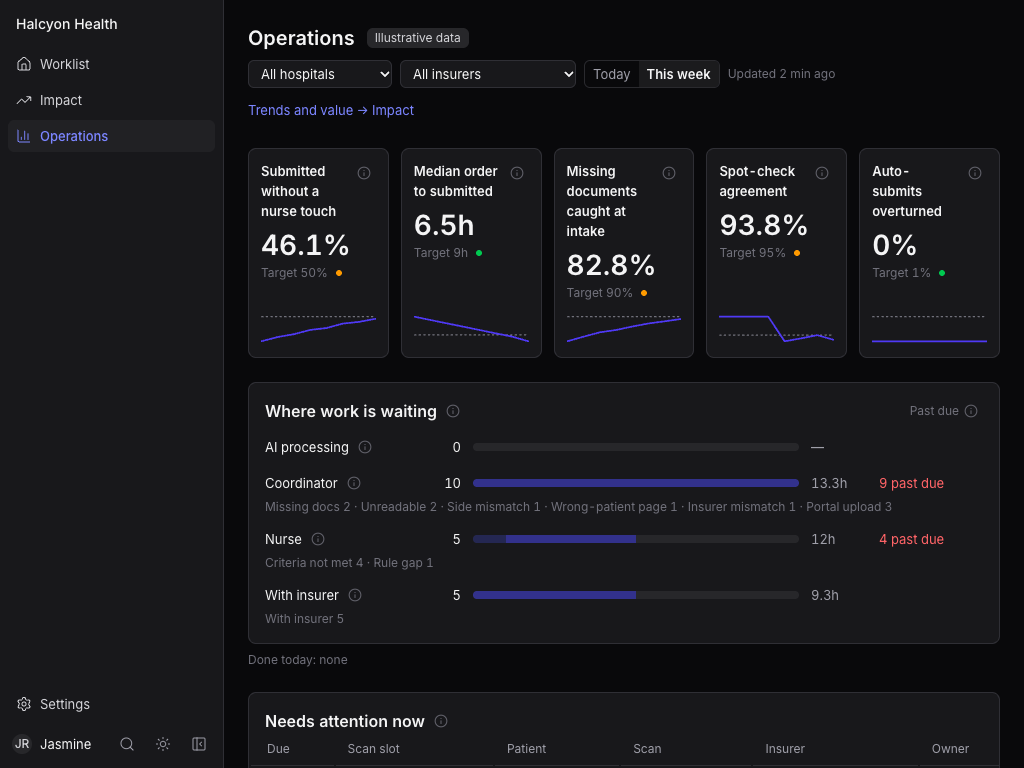 Halcyon Health
Worklist
Impact
Operations
Settings
JR Jasmine
Operations Illustrative data
All hospitals All insurers Today This week Updated 2 min ago
Trends and value → Impact
Submitted
without a
nurse touch
46.1%
Target 50%
Median order
to submitted
6.5h
Target 9h
Missing
documents
caught at
intake
82.8%
Target 90%
Spot-check
agreement
93.8%
Target 95%
Auto-
submits
overturned
0%
Target 1%
Where work is waiting Past due
AI processing 0 —
Coordinator 10 13.3h 9 past due
Missing docs 2 · Unreadable 2 · Side mismatch 1 · Wrong-patient page 1 · Insurer mismatch 1 · Portal upload 3
Nurse 5 12h 4 past due
Criteria not met 4 · Rule gap 1
With insurer 5 9.3h
With insurer 5
Done today: none
Needs attention now
Due Scan slot Patient Scan Insurer Owner